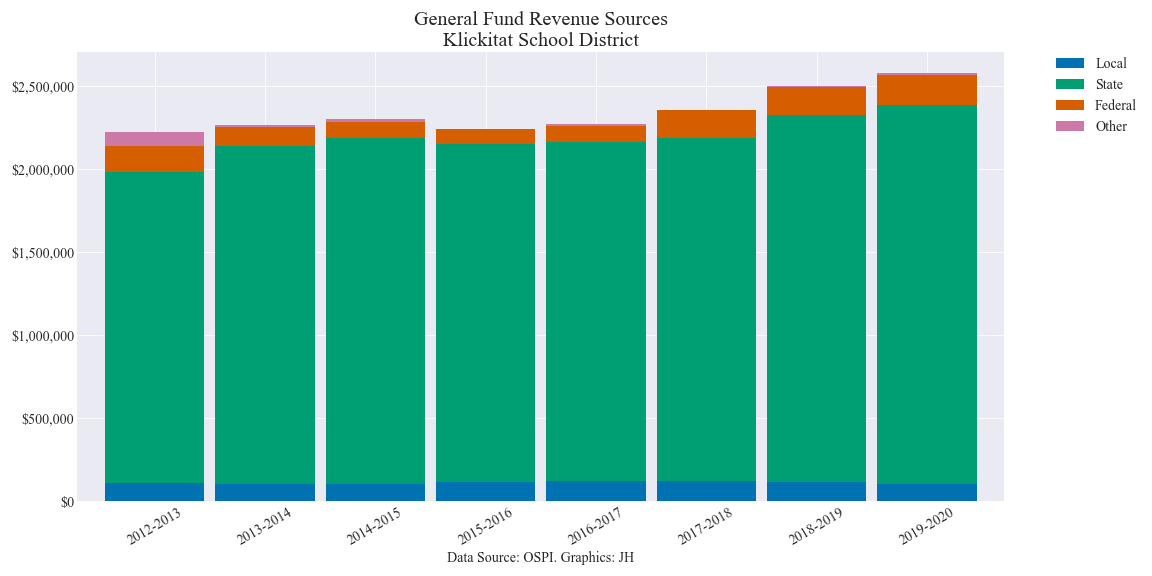 General Fund Revenue Sources
Klickitat School District
$2,500,000
$2,000,000
$1,500,000
$1,000,000
$500,000
$0
2012-2013
2013-2014
2014-2015
2015-2016
2016-2017
2017-2018
2018-2019
2019-2020
Data Source: OSPI. Graphics: JH
Local
State
Federal
Other